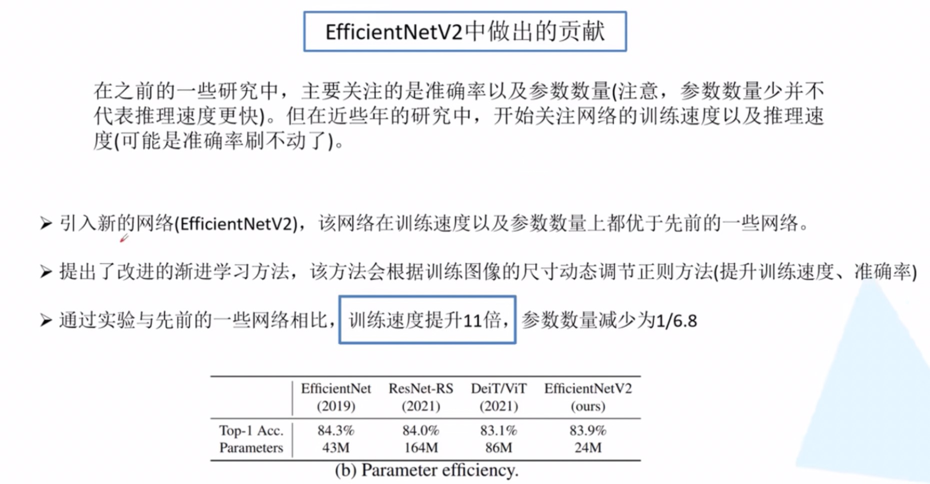 EfficientNetV2中做出的贡献
在之前的一些研究中，主要关注的是准确率以及参数数量(注意，参数数量少并不
代表推理速度更快)。但在近些年的研究中，开始关注网络的训练速度以及推理速
度(可能是准确率刷不动了)。
➢ 引入新的网络(EfficientNetV2)，该网络在训练速度以及参数数量上都优于先前的一些网络。
➢ 提出了改进的渐进学习方法，该方法会根据训练图像的尺寸动态调节正则方法(提升训练速度、准确率)
➢ 通过实验与先前的一些网络相比，训练速度提升11倍，参数数量减少为1/6.8
EfficientNet ResNet-RS DeiT/ViT EfficientNetV2
(2019) (2021) (2021) (ours)
Top-1 Acc. 84.3% 84.0% 83.1% 83.9%
Parameters 43M 164M 86M 24M
(b) Parameter efficiency.